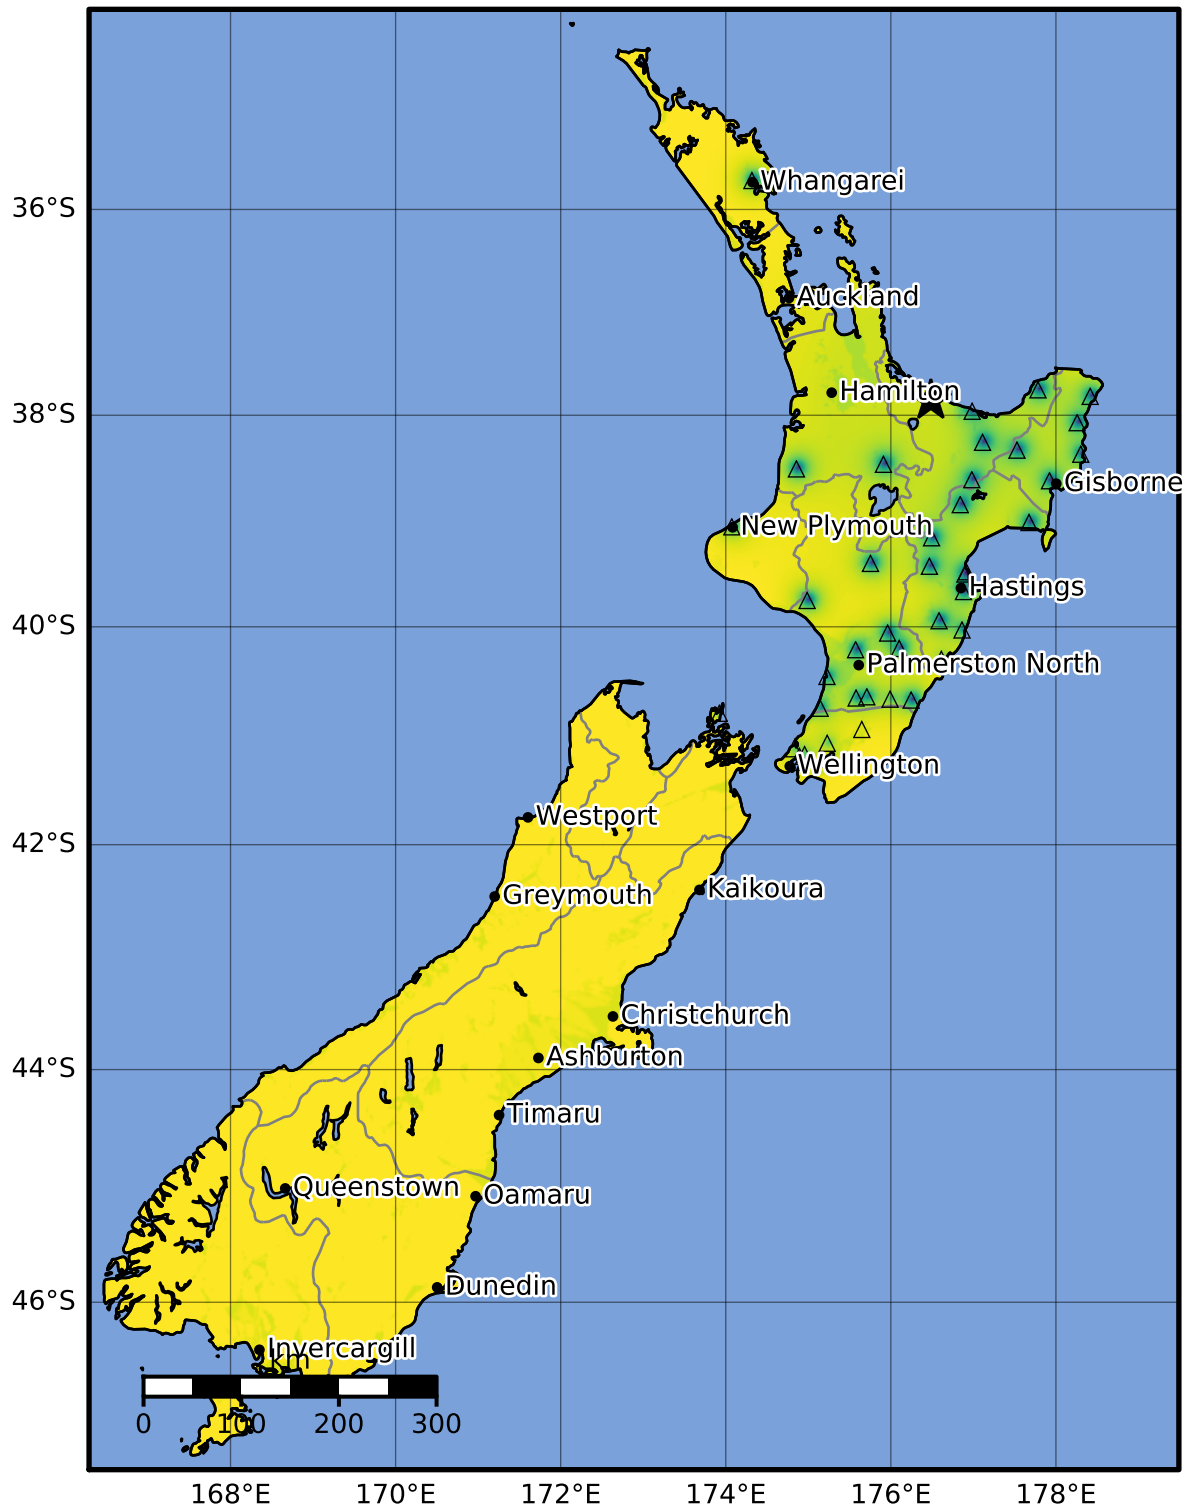 Whangarei
36°S
Auckland
Hamilton
38°S
Gisborne
New Plymouth
Hastings
40°S
Palmerston North
Wellington
Westport
42°S
Kaikoura
Greymouth
Christchurch
Ashburton
44°S
Timaru
Queenstown
Oamaru
Dunedin
46°S
Invercargill
km
0 100 200 300
168°E 170°E 172°E 174°E 176°E 178°E